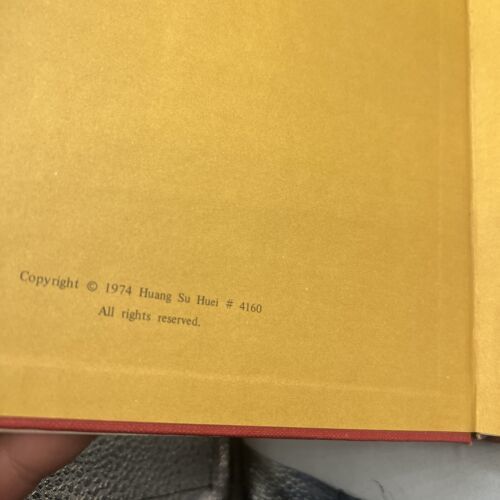 Copyright © 1974 Huang Su Huei # 4160
All rights reserved.